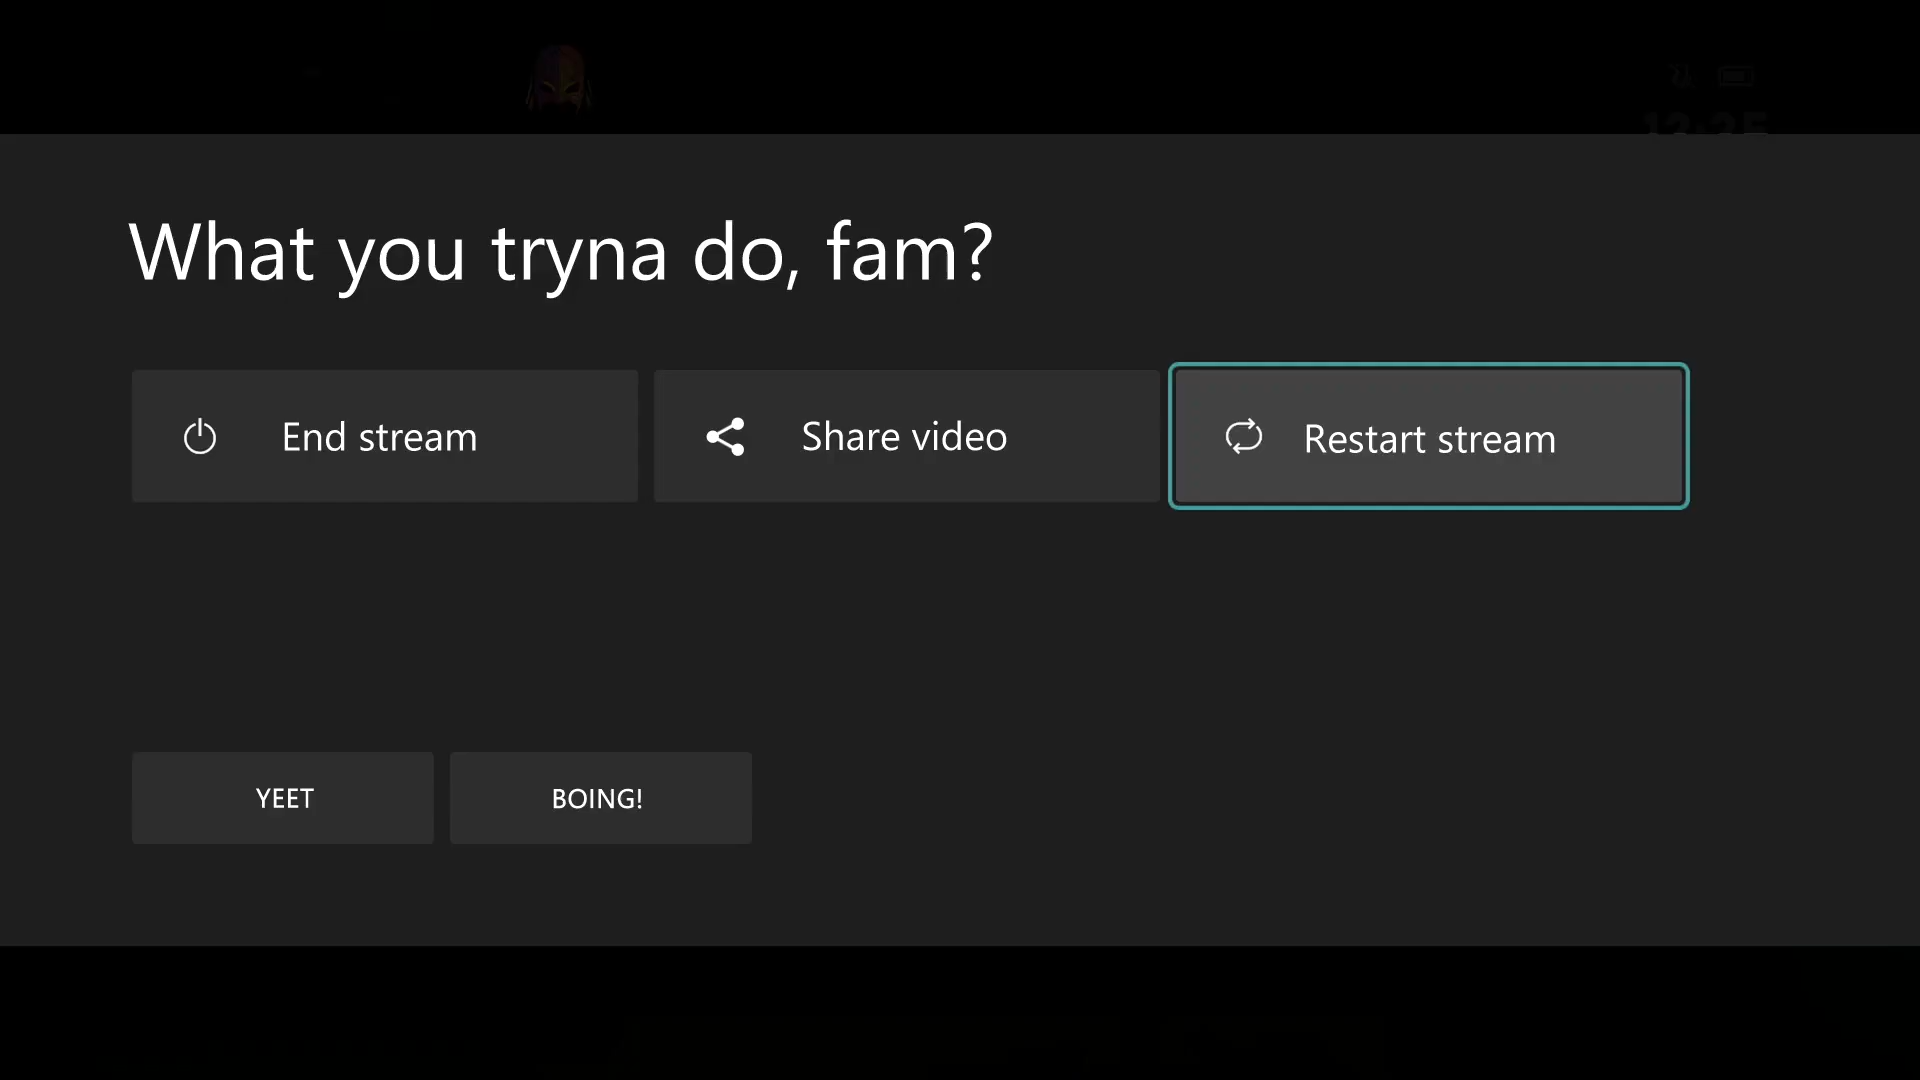 What you tryna do, fam?
End stream
Share video
Restart stream
YEET
BOING!